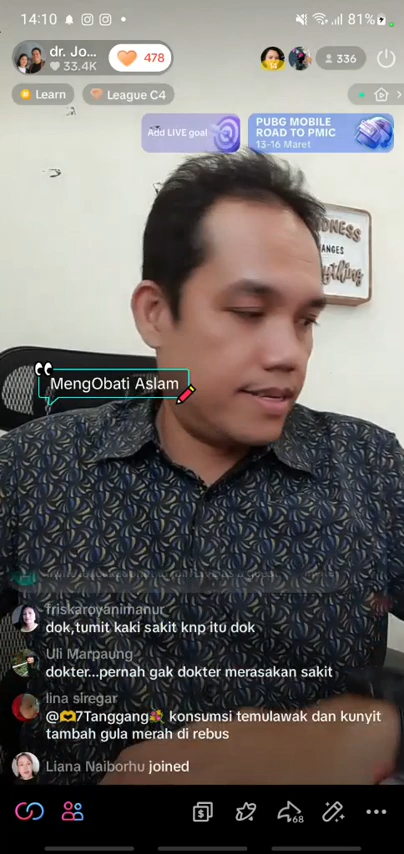 14:10
81%
dr. Jo...
33.4K
478
336
Learn
League C4
Add LIVE goal
PUBG MOBILE
ROAD TO PMIC
13-16 Maret
ANGES
MengObati Aslam
friskaroyanimanur
dok,tumit kaki sakit knp itu dok
Uli Marpaung
dokter...pernah gak dokter merasakan sakit
lina siregar
@🫶7Tanggang💐 konsumsi temulawak dan kunyit
tambah gula merah di rebus
Liana Naiborhu joined
68